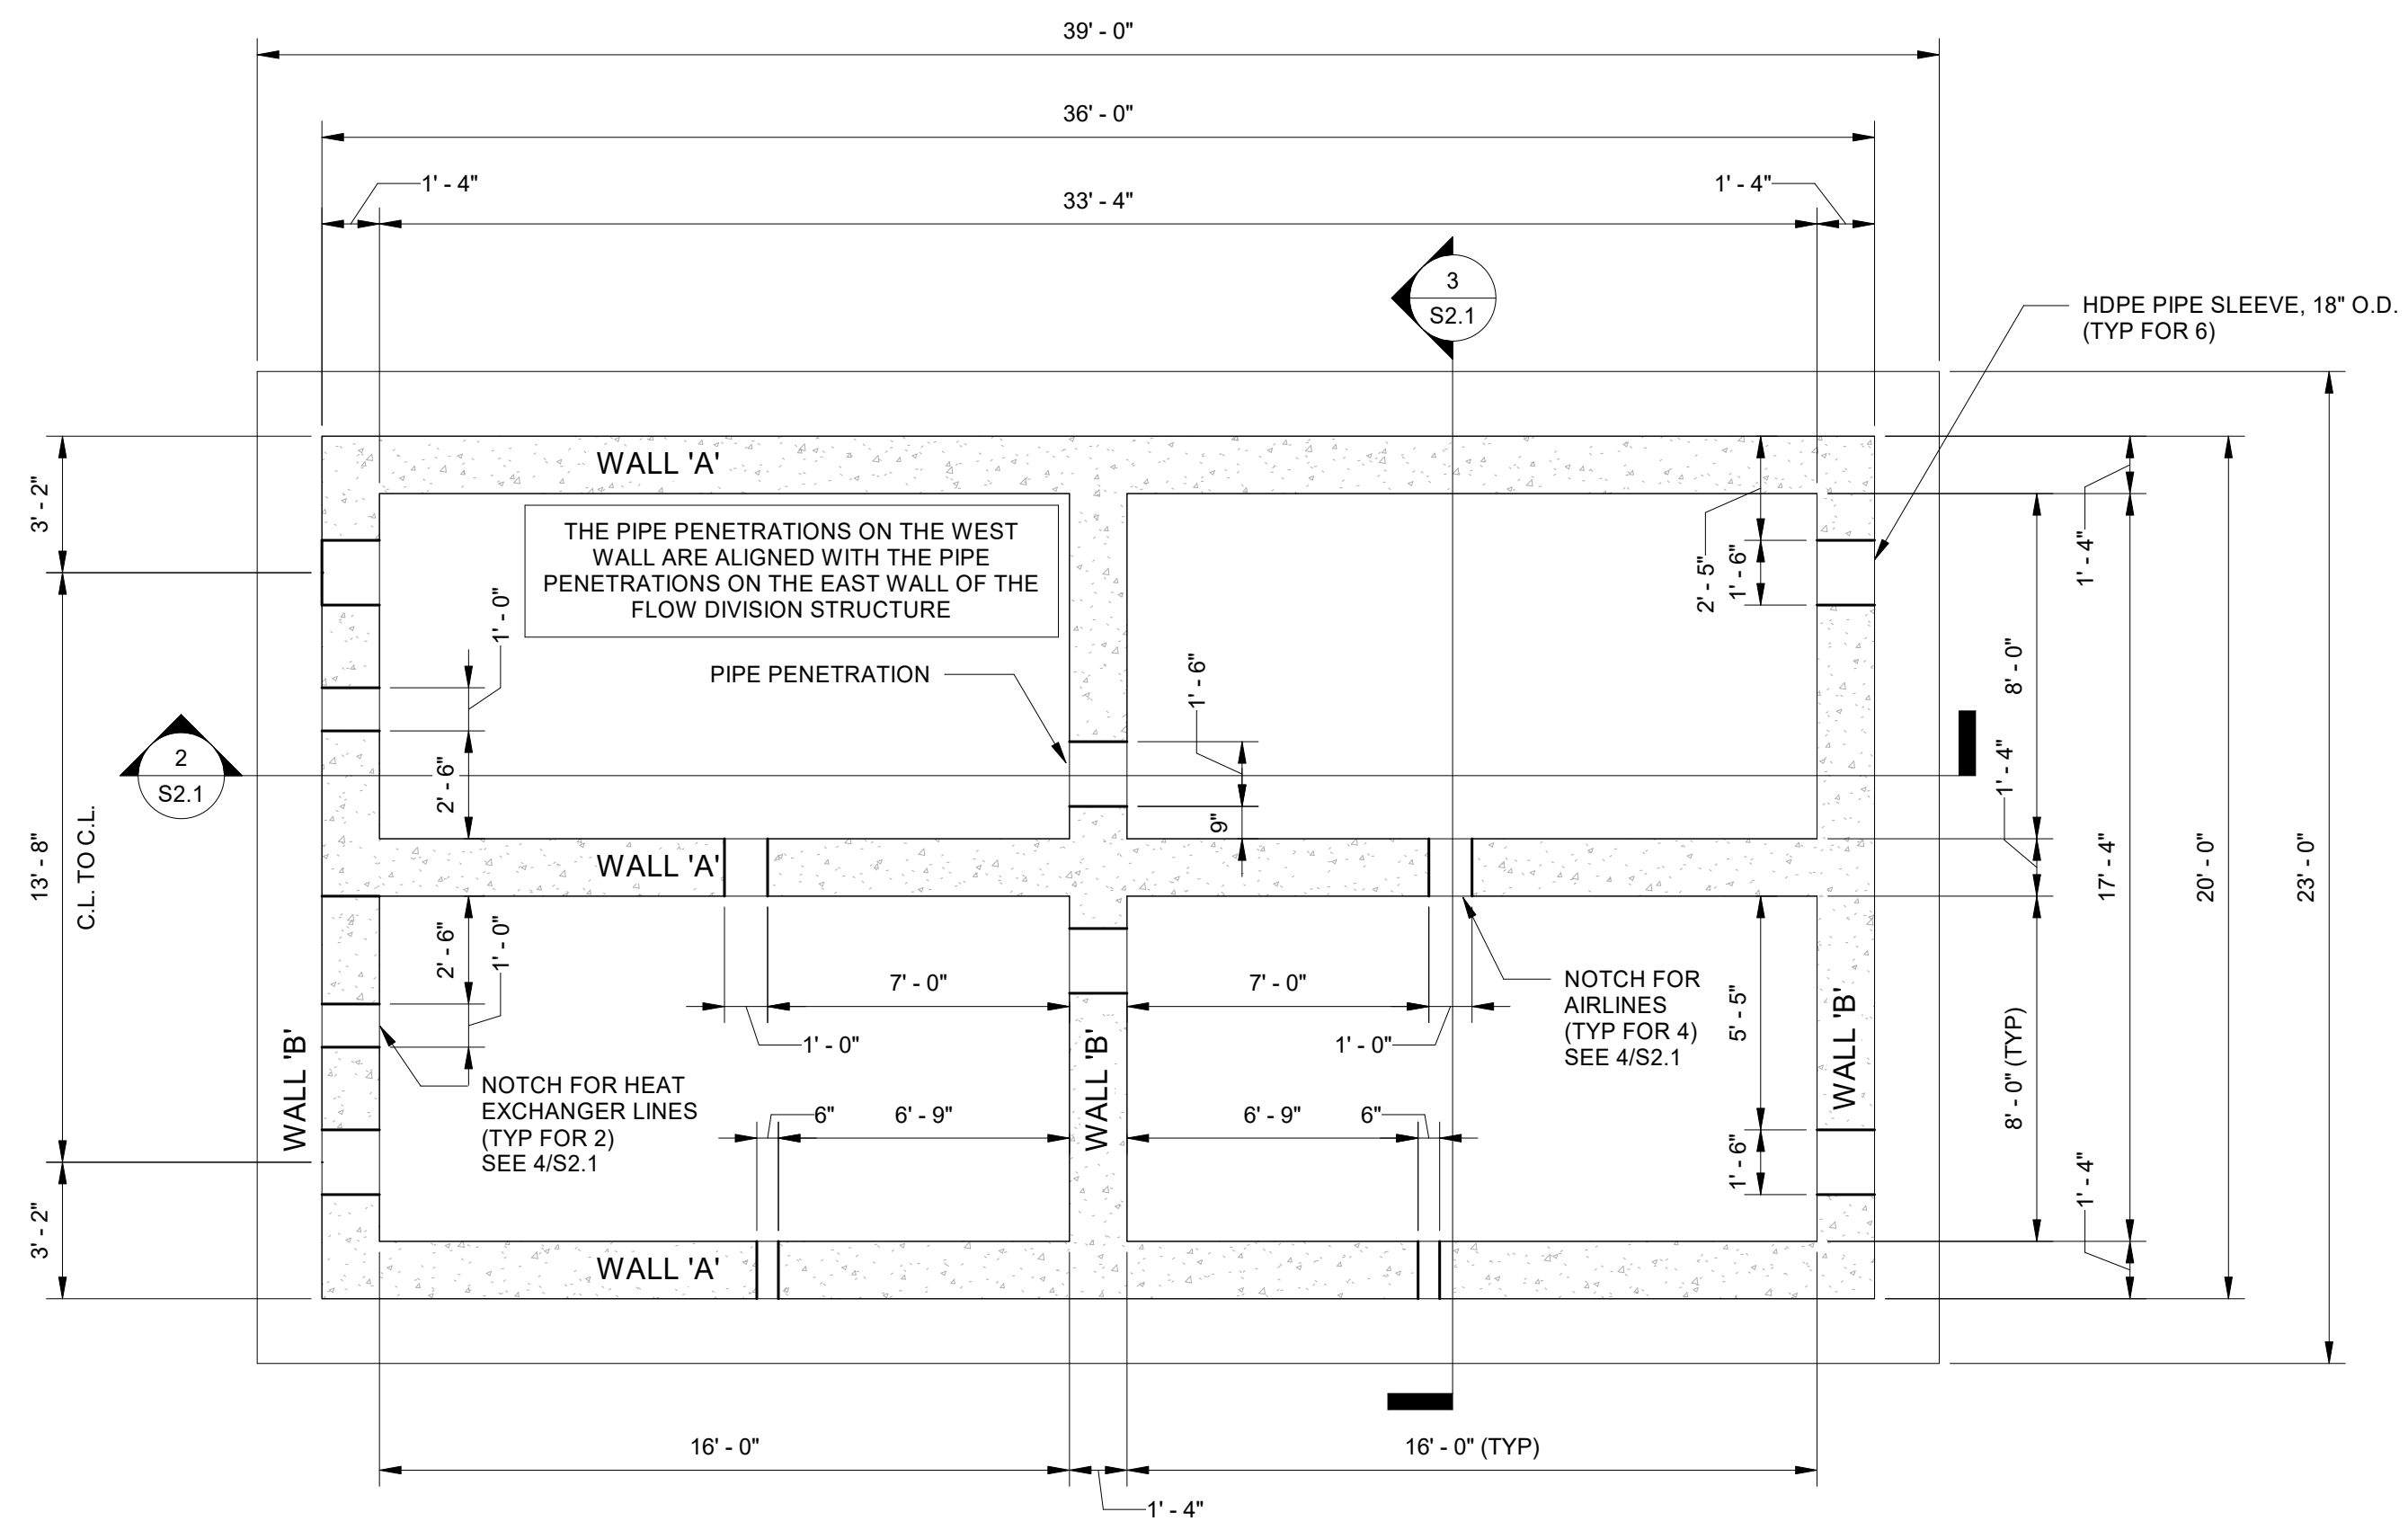 39' - 0"
36' - 0"
1' - 4"
33' - 4"
1' - 4"
3
S2.1
HDPE PIPE SLEEVE, 18" O.D.
(TYP FOR 6)
WALL 'A'
3' - 2"
THE PIPE PENETRATIONS ON THE WEST
WALL ARE ALIGNED WITH THE PIPE
PENETRATIONS ON THE EAST WALL OF THE
FLOW DIVISION STRUCTURE
2' - 5"
1' - 6"
1' - 4"
1' - 0"
PIPE PENETRATION
1' - 6"
8' - 0"
2
S2.1
2' - 6"
9"
1' - 4"
13' - 8"
C.L. TO C.L.
WALL 'A'
17' - 4"
20' - 0"
23' - 0"
2' - 6"
1' - 0"
7' - 0"
7' - 0"
NOTCH FOR
AIRLINES
(TYP FOR 4)
SEE 4/S2.1
5' - 5"
1' - 0"
1' - 0"
WALL 'B'
WALL 'B'
WALL 'B'
8' - 0" (TYP)
NOTCH FOR HEAT
EXCHANGER LINES
(TYP FOR 2)
SEE 4/S2.1
6"
6' - 9"
6' - 9"
6"
1' - 6"
1' - 4"
3' - 2"
WALL 'A'
16' - 0"
16' - 0" (TYP)
1' - 4"